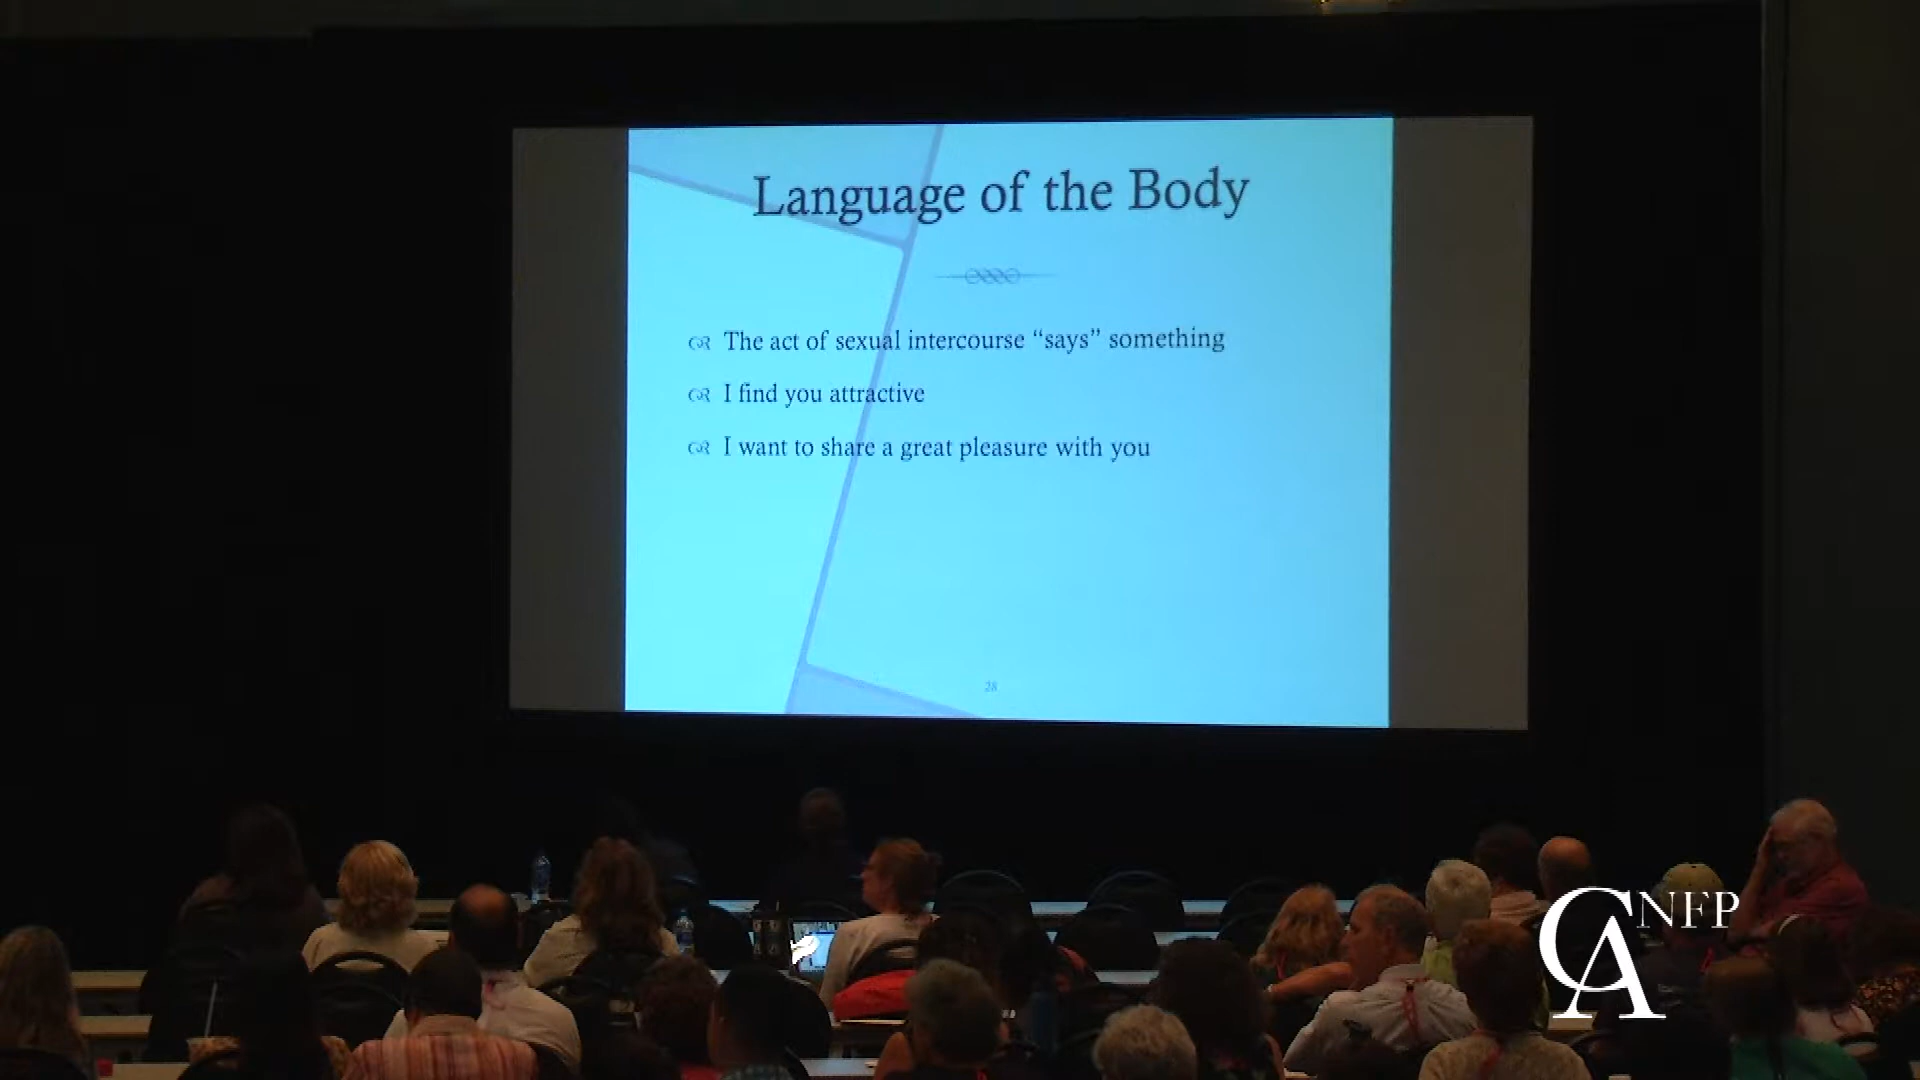 Language of the Body
The act of sexual intercourse “says” something
I find you attractive
I want to share a great pleasure with you
28
CA NFP